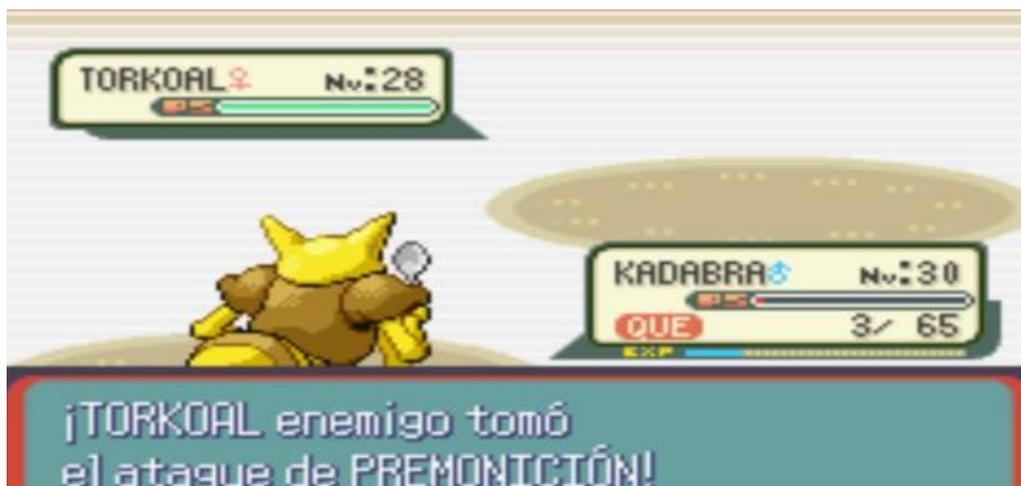 TORKOAL♀ Nv:28
PS
KADABRA♂ Nv:30
PS
QUE 3/ 65
EXP
¡TORKOAL enemigo tomó
el ataque de PREMONICIÓN!